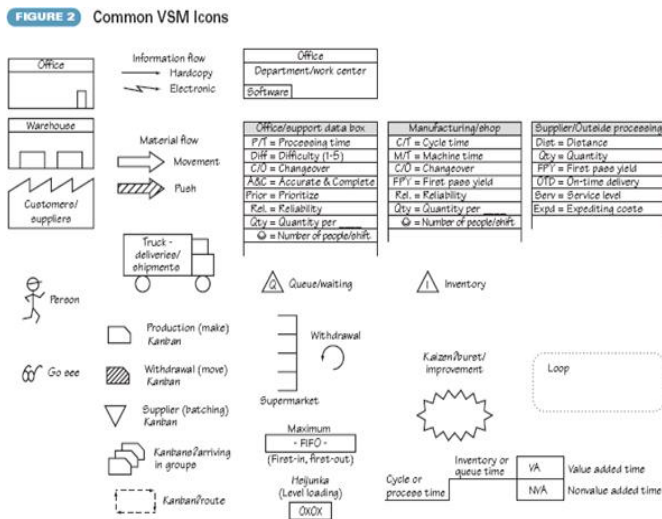 FIGURE 2 Common VSM Icons
Office
Information flow
Hardcopy
Electronic
Office
Department/work center
Software
Warehouse
Material flow
Movement
Push
Customers/
suppliers
Office/support data box
P/T = Processing time
Diff = Difficulty (1-5)
C/O = Changeover
A&C = Accurate & Complete
Prior = Prioritize
Rel. = Reliability
Qty = Quantity per ____
= Number of people/shift
Manufacturing/shop
C/T = Cycle time
M/T = Machine time
C/O = Changeover
FPY = First pass yield
Rel. = Reliability
Qty = Quantity per ____
= Number of people/shift
Supplier/Outside processing
Dist = Distance
Qty = Quantity
FPY = First pass yield
OTD = On-time delivery
Serv = Service level
Expd = Expediting costs
Truck -
deliveries/
shipments
Q Queue/waiting
I Inventory
Person
Go see
Production (make)
Kanban
Withdrawal (move)
Kanban
Supplier (batching)
Kanban
Kanbans/arriving
in groups
Kanban/route
Withdrawal
Supermarket
Maximum
- FIFO -
(First-in, first-out)
Heijunka
(Level loading)
OXOX
Kaizen/burst/
improvement
Loop
Cycle or
process time
Inventory or
queue time
VA Value added time
NVA Nonvalue added time